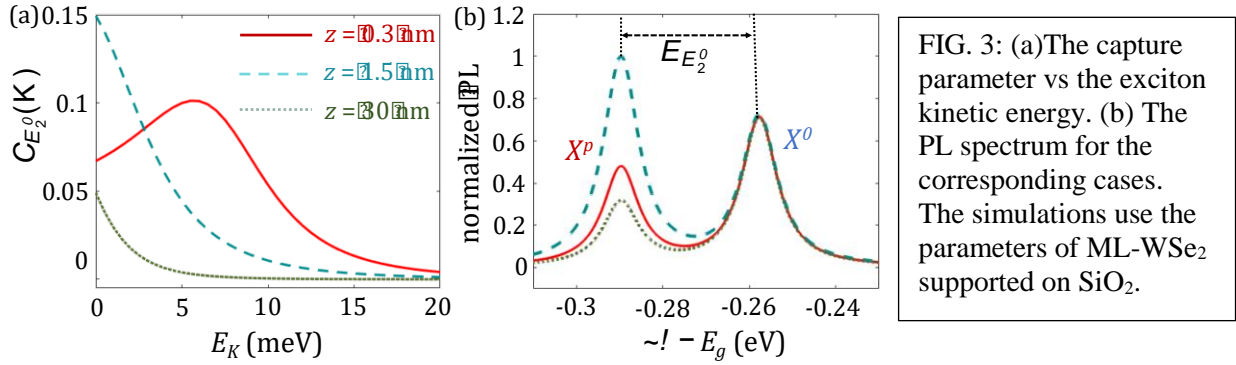 (a)
0.15
0.1
0.05
0
C_{E_2^0}(K)
z = 0.3 nm
z = 1.5 nm
z = 30 nm
0 5 10 15 20
E_K (meV)
(b)
1.2
1
0.8
0.6
0.4
0.2
0
normalized PL
E_{E_2^0}
X^p
X^0
-0.3 -0.28 -0.26 -0.24
~! − E_g (eV)
FIG. 3: (a)The capture
parameter vs the exciton
kinetic energy. (b) The
PL spectrum for the
corresponding cases.
The simulations use the
parameters of ML-WSe₂
supported on SiO₂.